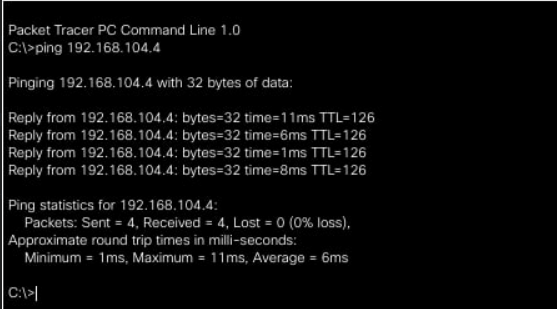 Packet Tracer PC Command Line 1.0
C:\>ping 192.168.104.4
Pinging 192.168.104.4 with 32 bytes of data:
Reply from 192.168.104.4: bytes=32 time=11ms TTL=126
Reply from 192.168.104.4: bytes=32 time=6ms TTL=126
Reply from 192.168.104.4: bytes=32 time=1ms TTL=126
Reply from 192.168.104.4: bytes=32 time=8ms TTL=126
Ping statistics for 192.168.104.4:
Packets: Sent = 4, Received = 4, Lost = 0 (0% loss),
Approximate round trip times in milli-seconds:
Minimum = 1ms, Maximum = 11ms, Average = 6ms
C:\>